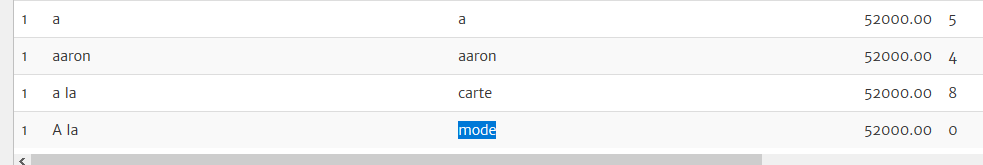 1 a a 52000.00 5
1 aaron aaron 52000.00 4
1 a la carte 52000.00 8
1 A la mode 52000.00 0